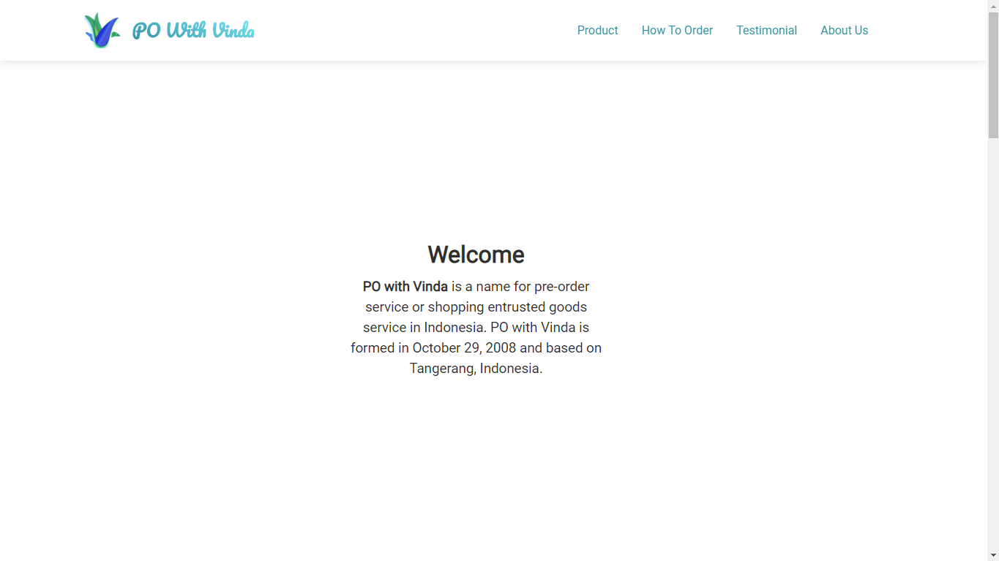 PO With Vinda
Product
How To Order
Testimonial
About Us
Welcome
PO with Vinda is a name for pre-order
service or shopping entrusted goods
service in Indonesia. PO with Vinda is
formed in October 29, 2008 and based on
Tangerang, Indonesia.